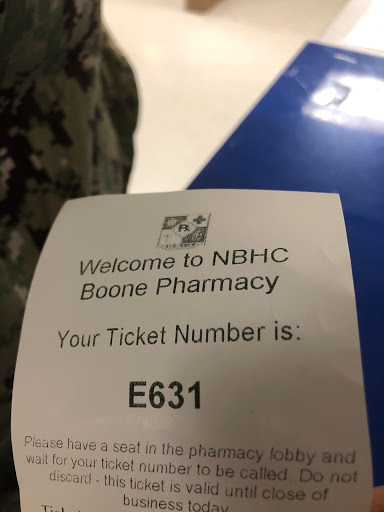 Welcome to NBHC
Boone Pharmacy
Your Ticket Number is:
E631
Please have a seat in the pharmacy lobby and
wait for your ticket number to be called. Do not
discard - this ticket is valid until close of
business today.